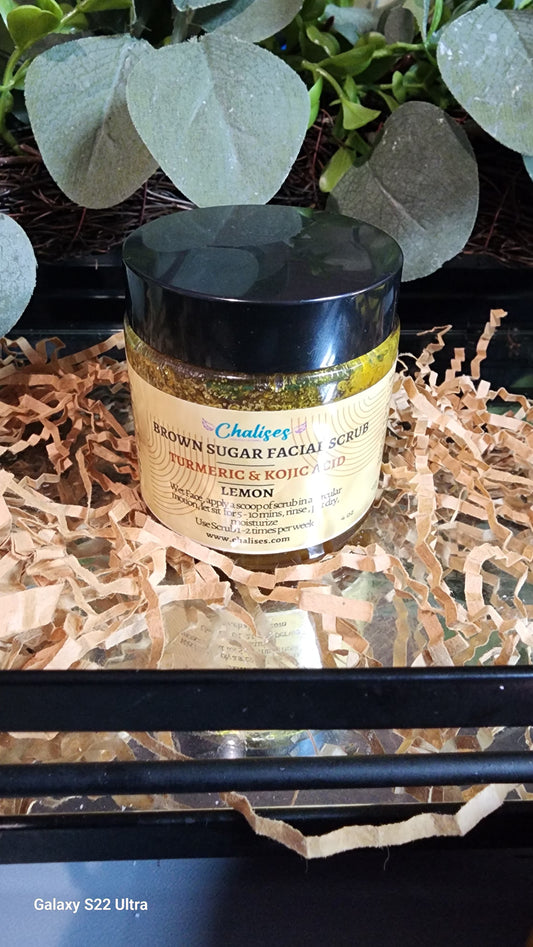 Chalises
BROWN SUGAR FACIAL SCRUB
TURMERIC & KOJIC ACID
LEMON
Wet Face, apply a scoop of scrub in a circular
motion, let sit for 5 - 10 mins, rinse, pat dry,
moisturize
Use Scrub 1-2 times per week
4 oz
www.chalises.com
Galaxy S22 Ultra